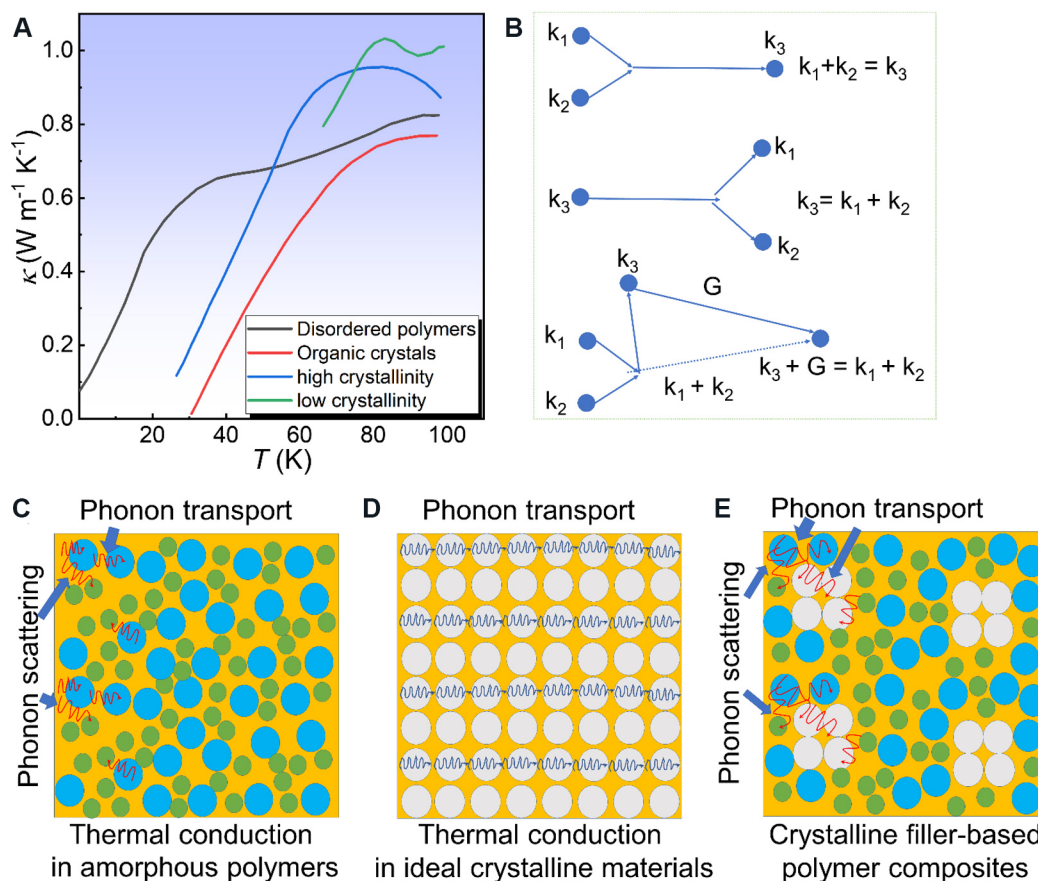 A
1.0
0.8
0.6
0.4
0.2
0.0
κ (W m⁻¹ K⁻¹)
Disordered polymers
Organic crystals
high crystallinity
low crystallinity
20 40 60 80 100
T (K)
B
k₁
k₂
k₃
k₁+k₂ = k₃
k₃
k₁
k₂
k₃= k₁ + k₂
k₃
G
k₁
k₂
k₁ + k₂
k₃ + G = k₁ + k₂
C
Phonon transport
Phonon scattering
Thermal conduction
in amorphous polymers
D
Phonon transport
Thermal conduction
in ideal crystalline materials
E
Phonon transport
Phonon scattering
Crystalline filler-based
polymer composites